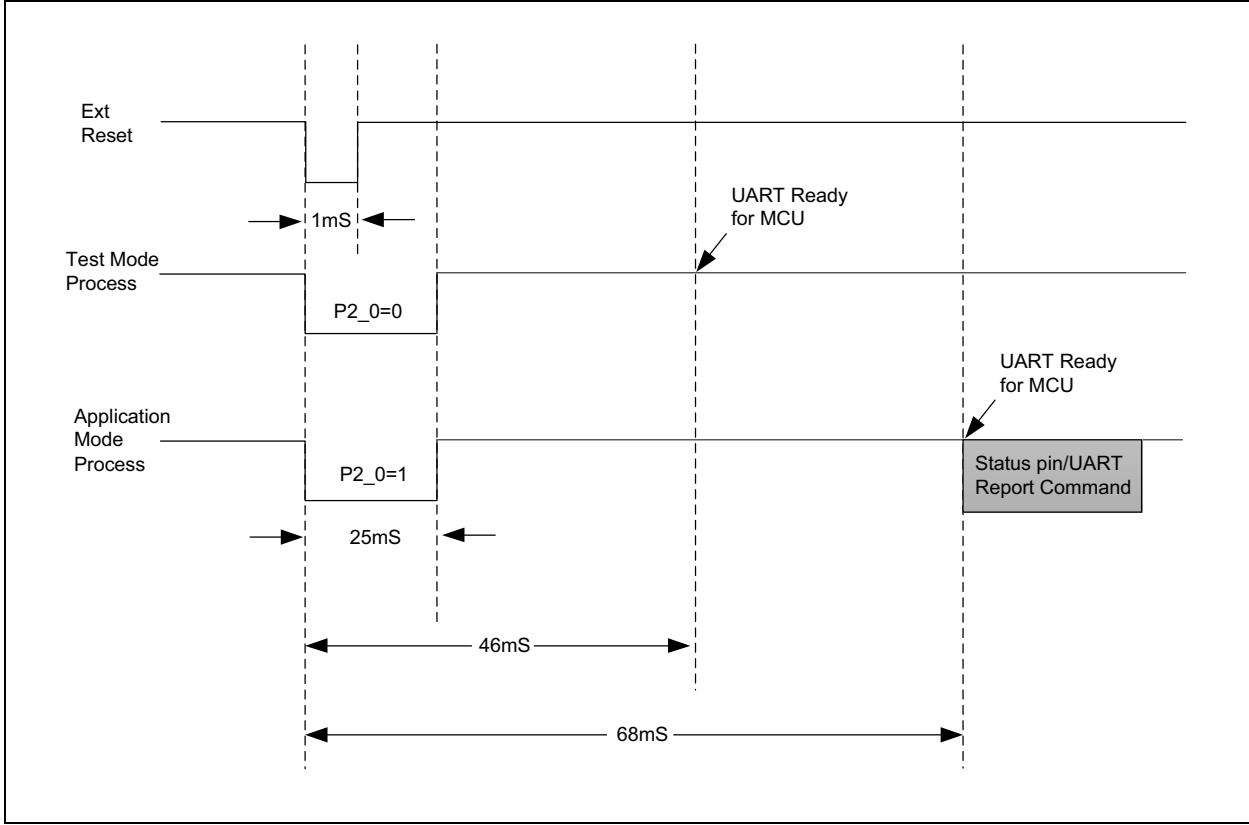 Ext
Reset
1mS
UART Ready
for MCU
Test Mode
Process
P2_0=0
UART Ready
for MCU
Application
Mode
Process
P2_0=1
Status pin/UART
Report Command
25mS
46mS
68mS